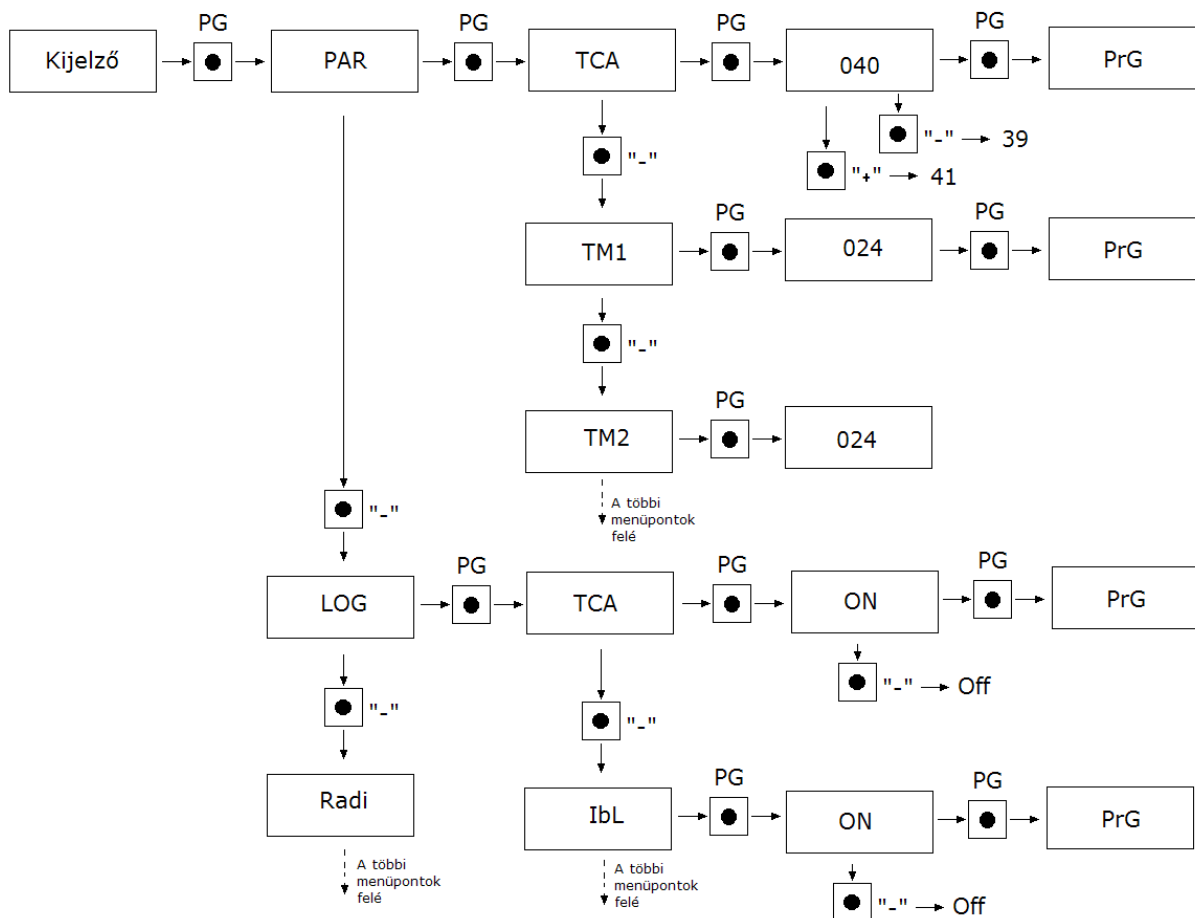 PG PG PG PG
Kijelző PAR TCA 040 PrG
"-" "-" → 39
"+" → 41
PG PG
TM1 024 PrG
"-"
PG
TM2 024
"-"
A többi
menüpontok
felé
PG PG PG
LOG TCA ON PrG
"-" → Off
"-" "-"
PG PG
Radi IbL ON PrG
A többi
menüpontok
felé
A többi
menüpontok
felé
"-" → Off